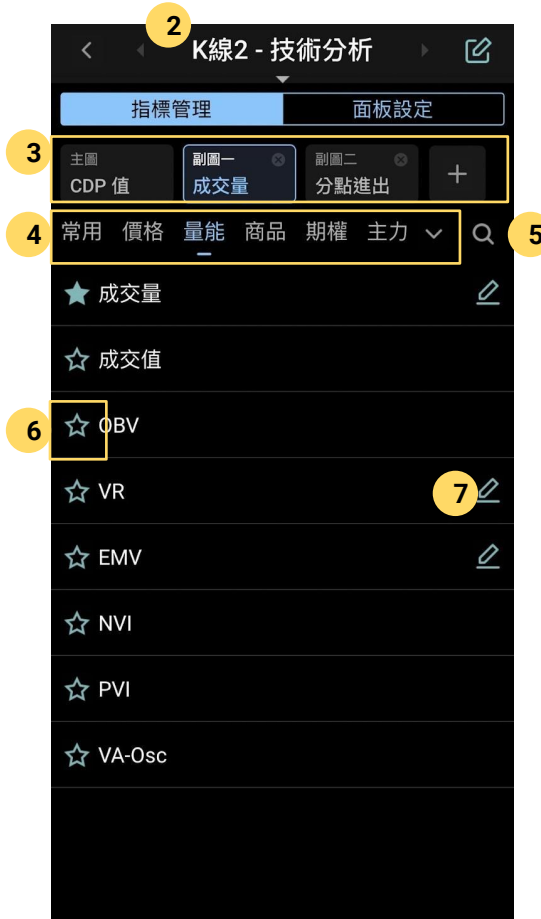 2
K線2 - 技術分析
指標管理 面板設定
3
主圖 副圖一 副圖二
CDP 值 成交量 分點進出
4
常用 價格 量能 商品 期權 主力
5
成交量
成交值
6
OBV
VR
7
EMV
NVI
PVI
VA-Osc